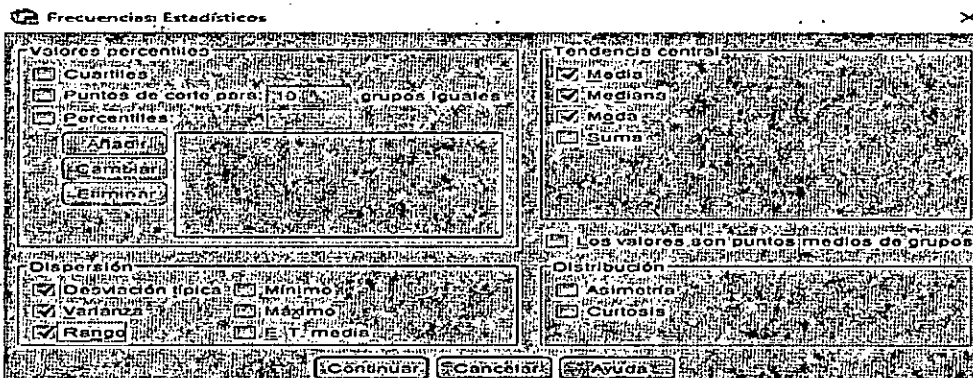 Frecuencias: Estadísticos
Valores percentiles
Cuartiles
Puntos de corte para: 10 grupos iguales
Percentiles:
Añadir
Cambiar
Eliminar
Tendencia central
Media
Mediana
Moda
Suma
Los valores son puntos medios de grupos
Dispersión
Desviación típica
Mínimo
Varianza
Máximo
Rango
E. T. media
Distribución
Asimetría
Curtosis
Continuar
Cancelar
Ayuda